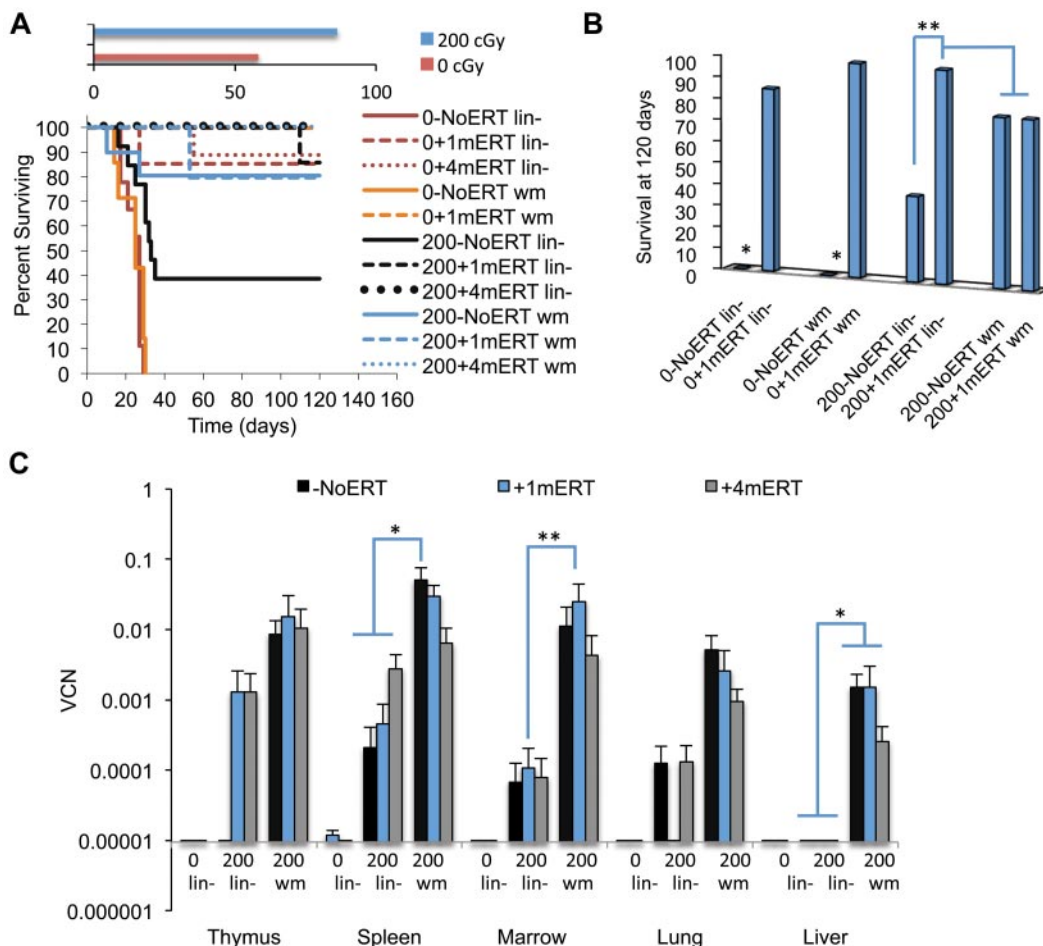 A
200 cGy
0 cGy
0 50 100
100
90
80
70
60
50
40
30
20
10
0
Percent Surviving
0 20 40 60 80 100 120 140 160
Time (days)
0-NoERT lin-
0+1mERT lin-
0+4mERT lin-
0-NoERT wm
0+1mERT wm
200-NoERT lin-
200+1mERT lin-
200+4mERT lin-
200-NoERT wm
200+1mERT wm
200+4mERT wm
B
**
100
90
80
70
60
50
40
30
20
10
0
Survival at 120 days
* *
0-NoERT lin-
0+1mERT lin-
0-NoERT wm
0+1mERT wm
200-NoERT lin-
200+1mERT lin-
200-NoERT wm
200+1mERT wm
C
-NoERT +1mERT +4mERT
1
0.1
0.01
0.001
0.0001
0.00001
0.000001
VCN
* ** *
0 200 200 0 200 200 0 200 200 0 200 200 0 200 200
lin- lin- wm lin- lin- wm lin- lin- wm lin- lin- wm lin- lin- wm
Thymus Spleen Marrow Lung Liver